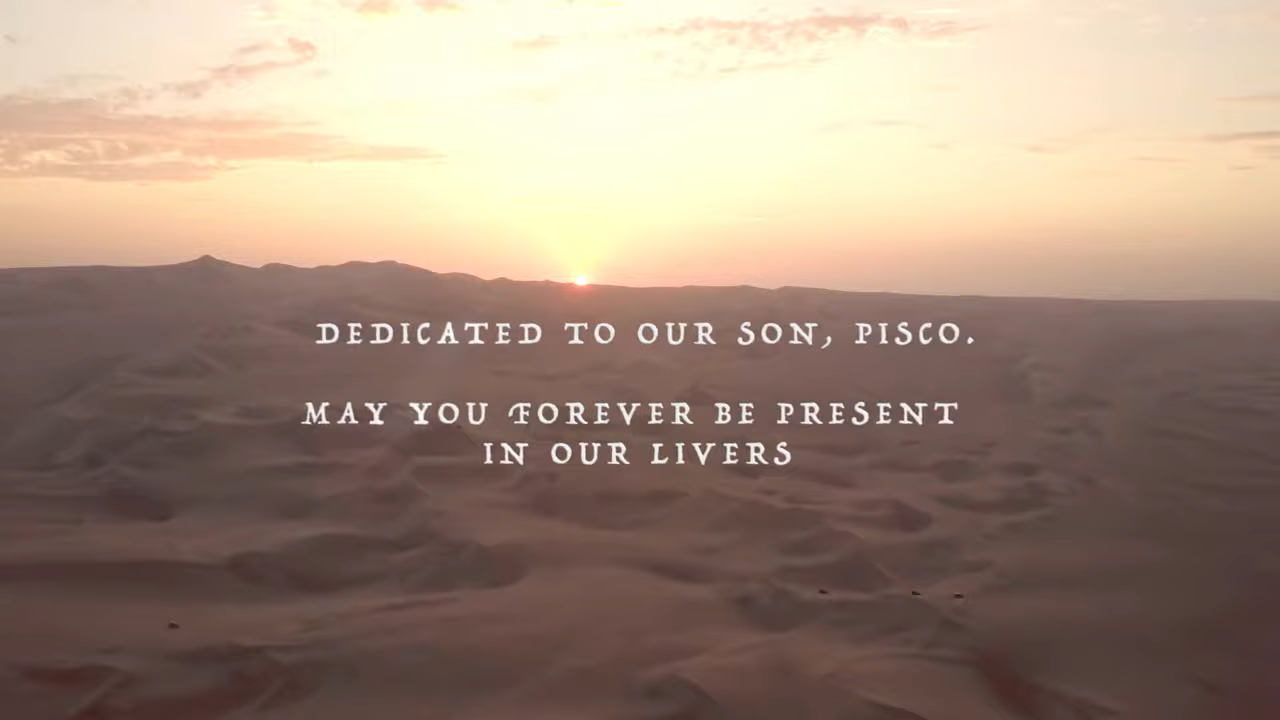 DEDICATED TO OUR SON, PISCO.
MAY YOU FOREVER BE PRESENT
IN OUR LIVERS